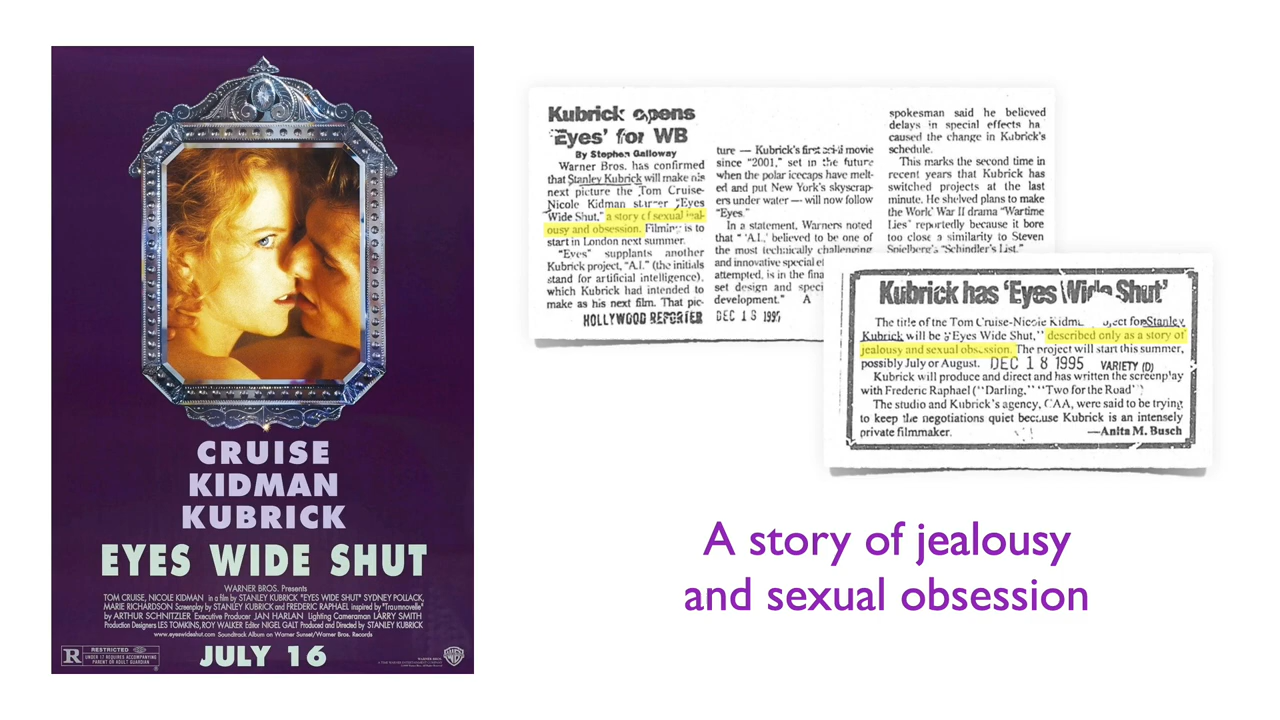 CRUISE
KIDMAN
KUBRICK
EYES WIDE SHUT
WARNER BROS. Presents
TOM CRUISE, NICOLE KIDMAN in a film by STANLEY KUBRICK "EYES WIDE SHUT" SYDNEY POLLACK,
MARIE RICHARDSON Screenplay by STANLEY KUBRICK and FREDERIC RAPHAEL inspired by "Traumnovelle"
by ARTHUR SCHNITZLER Executive Producer JAN HARLAN Lighting Cameraman LARRY SMITH
Production Designers LES TOMKINS, ROY WALKER Editor NIGEL GALT Produced and Directed by STANLEY KUBRICK
www.eyeswideshut.com Soundtrack Album on Warner Sunset/Warner Bros. Records
R RESTRICTED
UNDER 17 REQUIRES ACCOMPANYING
PARENT OR ADULT GUARDIAN
JULY 16
Kubrick opens
'Eyes' for WB
By Stephen Galloway
Warner Bros. has confirmed
that Stanley Kubrick will make his
next picture the Tom Cruise-
Nicole Kidman starrer "Eyes
Wide Shut," a story of sexual jeal-
ousy and obsession. Filming is to
start in London next summer.
"Eyes" supplants another
Kubrick project, "A.I." (the initials
stand for artificial intelligence),
which Kubrick had intended to
make as his next film. That pic-
HOLLYWOOD REPORTER DEC 18 1995
ture — Kubrick's first sci-fi movie
since "2001," set in the future
when the polar icecaps have melt-
ed and put New York's skyscrap-
ers under water — will now follow
"Eyes."
In a statement, Warners noted
that "'A.I.,' believed to be one of
the most technically challenging
and innovative special
attempted, is in the
set design and
development." A
spokesman said he believed
delays in special effects
caused the change in Kubrick's
schedule.
This marks the second time in
recent years that Kubrick has
switched projects at the last
minute. He shelved plans to make
the World War II drama "Wartime
Lies" reportedly because it bore
too close a similarity to Steven
Spielberg's "Schindler's List."
Kubrick has 'Eyes Wide Shut'
The title of the Tom Cruise-Nicole for Stanley
Kubrick will be "Eyes Wide Shut," described only as a story of
jealousy and sexual obsession. The project will start this summer,
possibly July or August. DEC 18 1995 VARIETY (D)
Kubrick will produce and direct and has written the screenplay
with Frederic Raphael ("Darling," "Two for the Road"
The studio and Kubrick's agency, CAA, were said to be trying
to keep the negotiations quiet because Kubrick is an intensely
private filmmaker. —Anita M. Busch
A story of jealousy
and sexual obsession